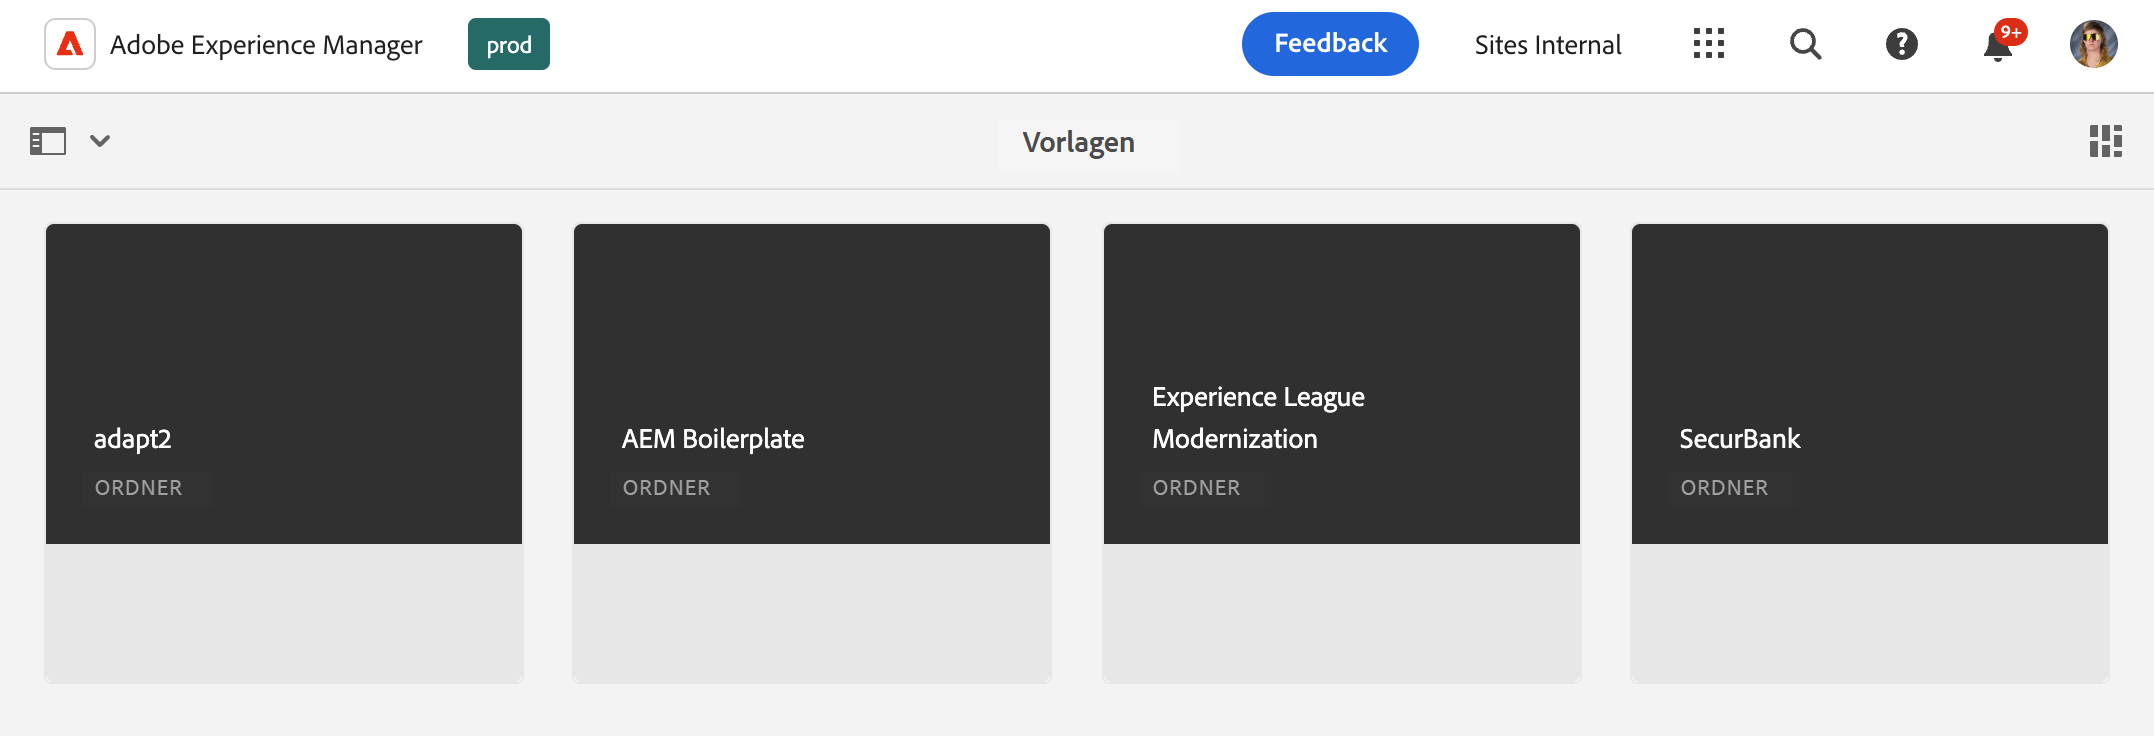 Adobe Experience Manager
prod
Feedback
Sites Internal
9+
Vorlagen
adapt2
ORDNER
AEM Boilerplate
ORDNER
Experience League
Modernization
ORDNER
SecurBank
ORDNER